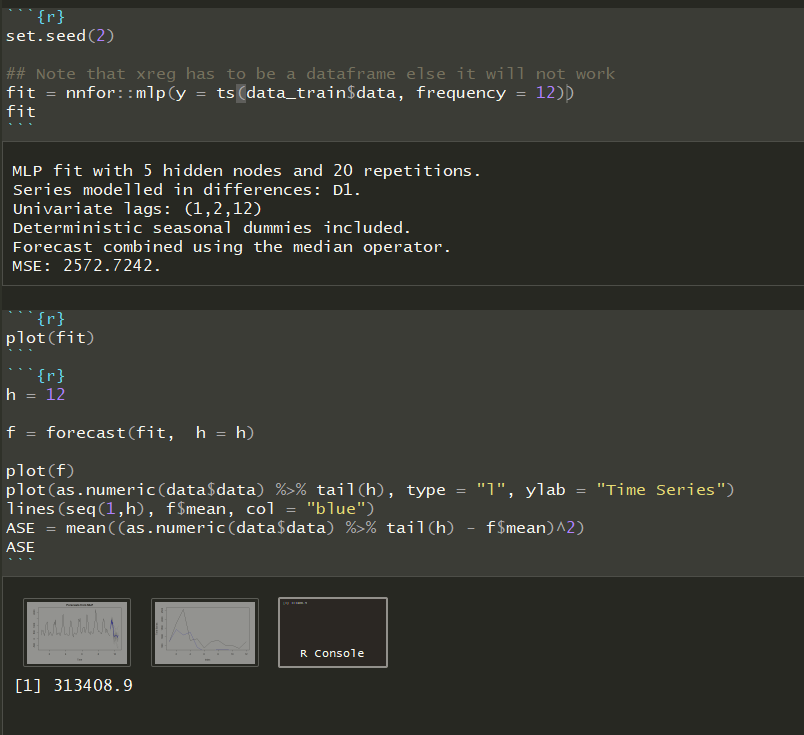 ```{r}
set.seed(2)
## Note that xreg has to be a dataframe else it will not work
fit = nnfor::mlp(y = ts(data_train$data, frequency = 12))
fit
```
MLP fit with 5 hidden nodes and 20 repetitions.
Series modelled in differences: D1.
Univariate lags: (1,2,12)
Deterministic seasonal dummies included.
Forecast combined using the median operator.
MSE: 2572.7242.
```{r}
plot(fit)
```
```{r}
h = 12
f = forecast(fit,  h = h)
plot(f)
plot(as.numeric(data$data) %>% tail(h), type = "l", ylab = "Time Series")
lines(seq(1,h), f$mean, col = "blue")
ASE = mean((as.numeric(data$data) %>% tail(h) - f$mean)^2)
ASE
```
R Console
[1] 313408.9